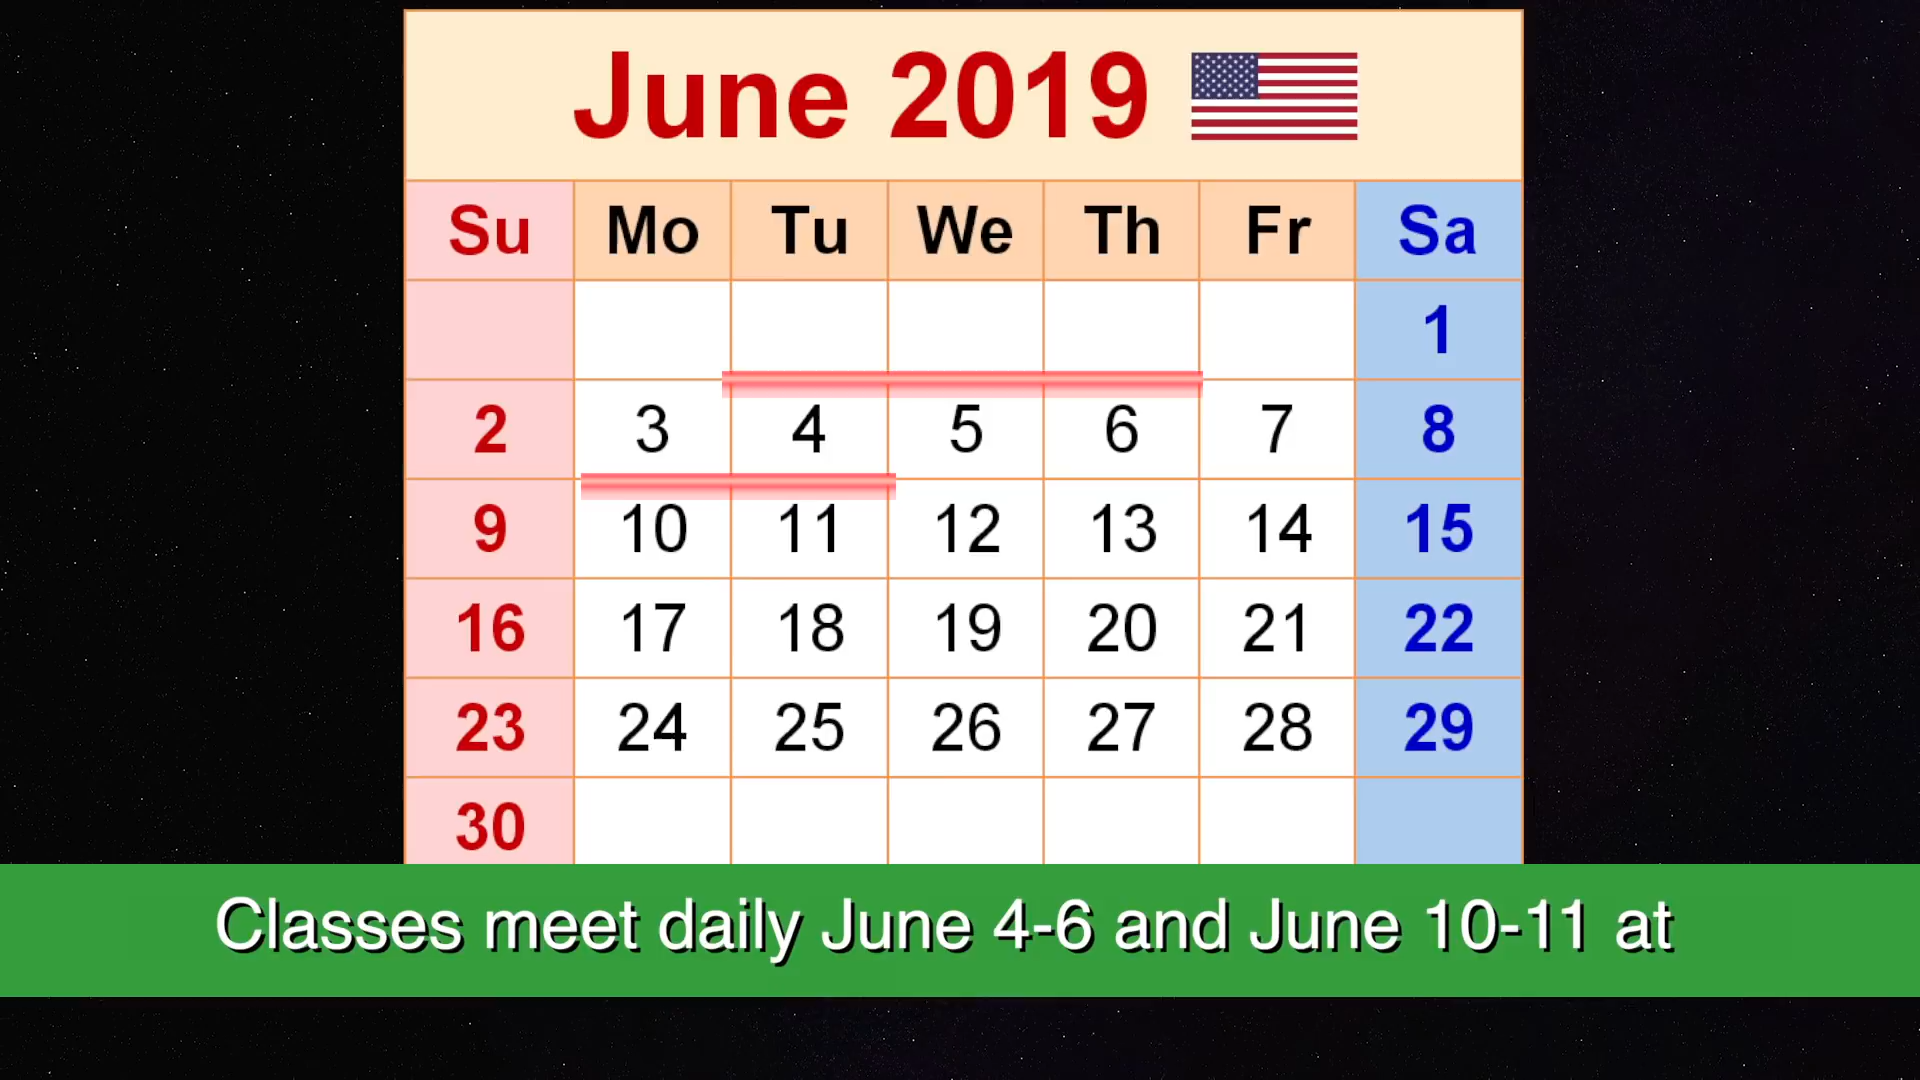 June 2019
Su Mo Tu We Th Fr Sa
1
2 3 4 5 6 7 8
9 10 11 12 13 14 15
16 17 18 19 20 21 22
23 24 25 26 27 28 29
30
Classes meet daily June 4-6 and June 10-11 at